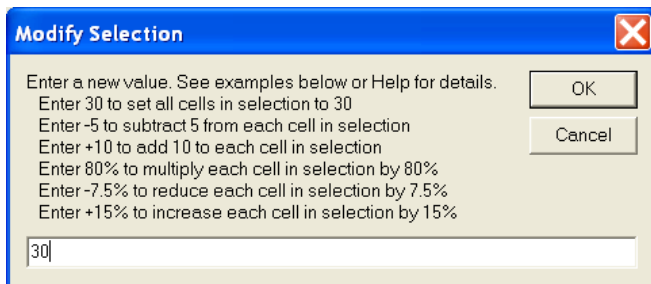 Modify Selection
Enter a new value. See examples below or Help for details.
Enter 30 to set all cells in selection to 30
Enter -5 to subtract 5 from each cell in selection
Enter +10 to add 10 to each cell in selection
Enter 80% to multiply each cell in selection by 80%
Enter -7.5% to reduce each cell in selection by 7.5%
Enter +15% to increase each cell in selection by 15%
OK
Cancel
30